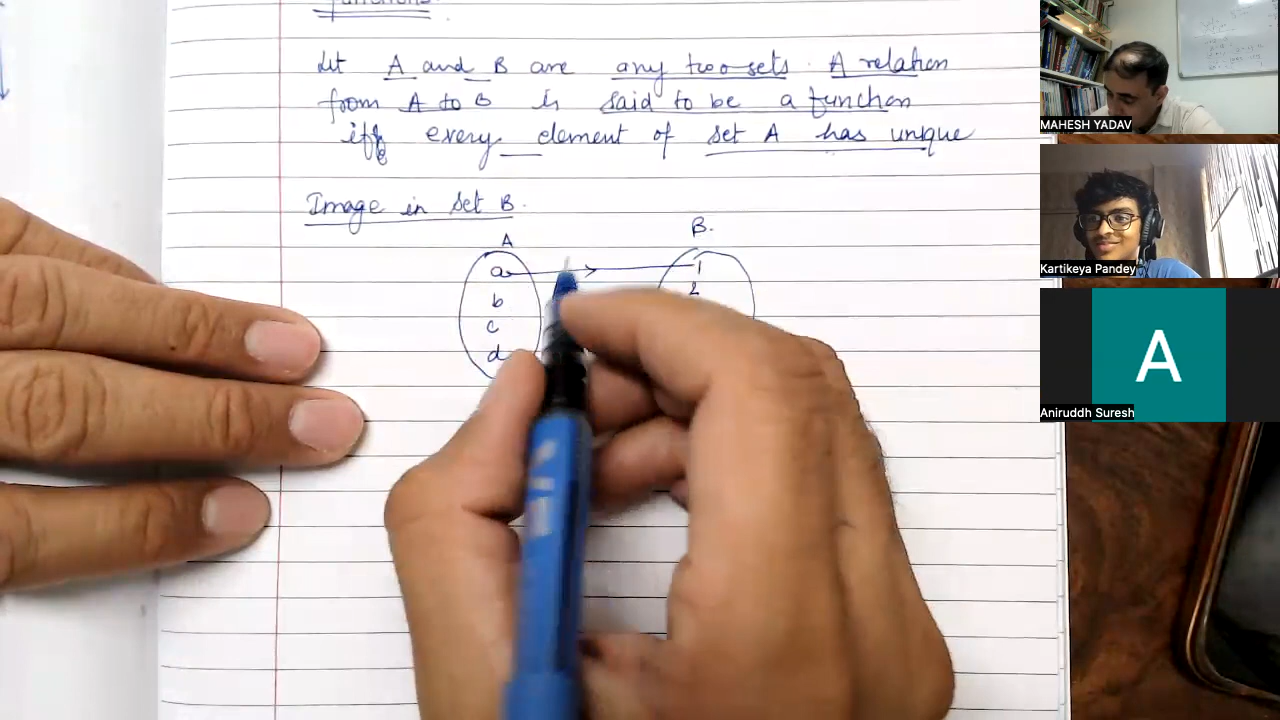 functions.
Let A and B are any two sets. A relation
from A to B is said to be a function
iff every element of set A has unique
Image in set B.
A B.
a 1
b 2
c
d
MAHESH YADAV
Kartikeya Pandey
A
Aniruddh Suresh